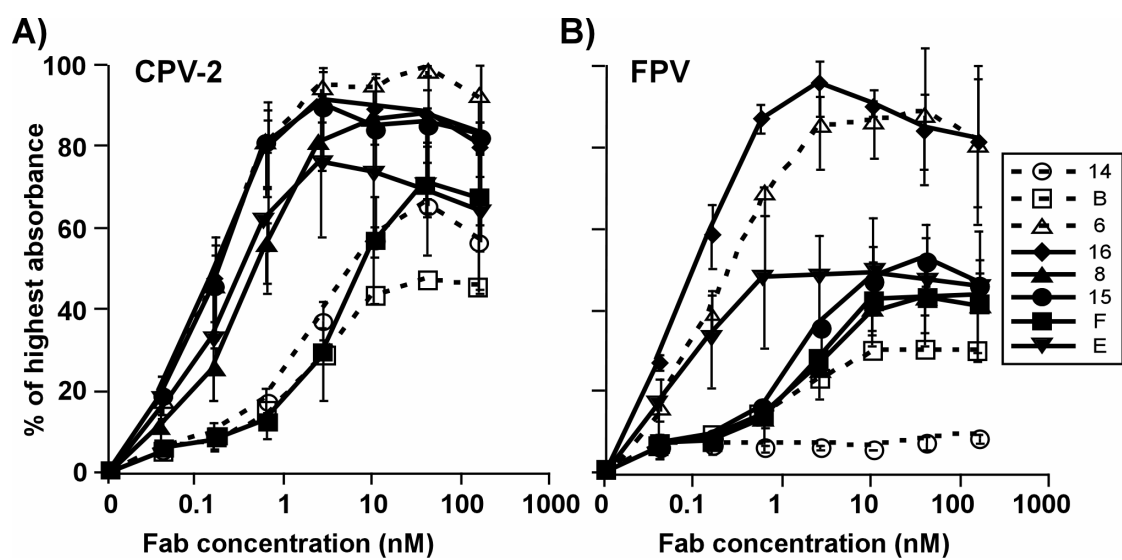 A)
CPV-2
% of highest absorbance
100
80
60
40
20
0
0 0.1 1 10 100 1000
Fab concentration (nM)
B)
FPV
0 0.1 1 10 100 1000
Fab concentration (nM)
14
B
6
16
8
15
F
E